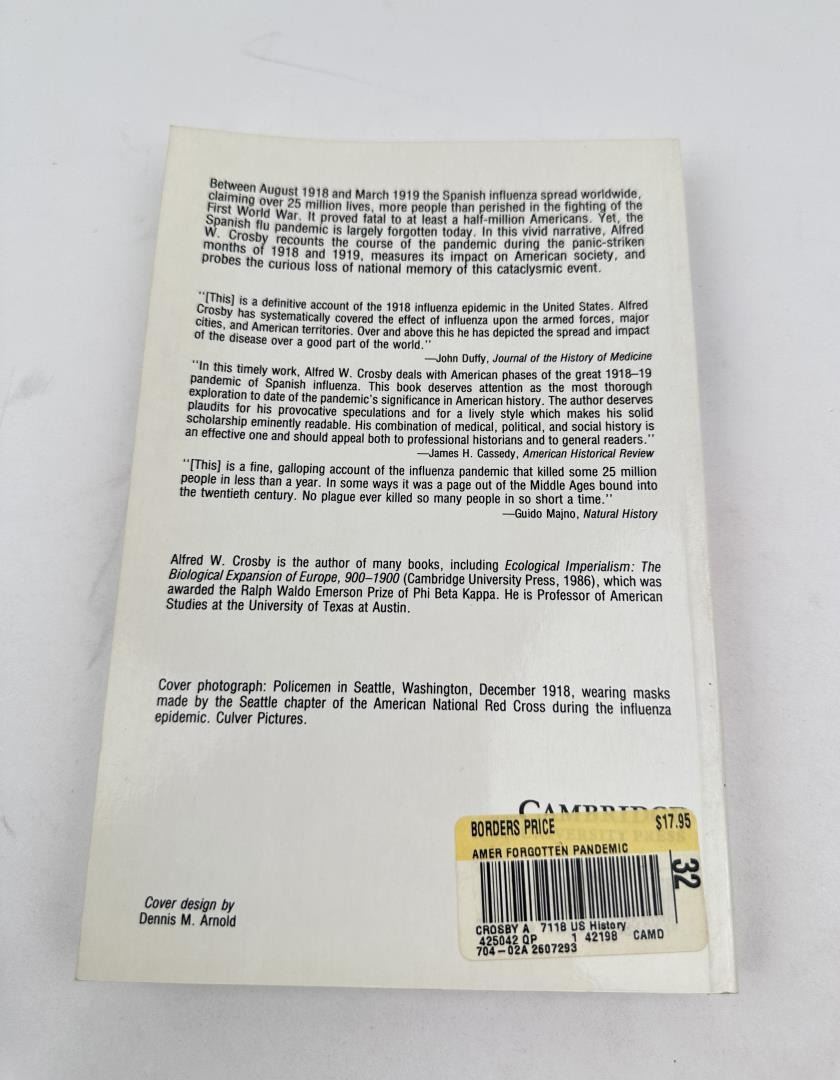 Between August 1918 and March 1919 the Spanish influenza spread worldwide,
claiming over 25 million lives, more people than perished in the fighting of the
First World War. It proved fatal to at least a half-million Americans. Yet, the
Spanish flu pandemic is largely forgotten today. In this vivid narrative, Alfred
W. Crosby recounts the course of the pandemic during the panic-striken
months of 1918 and 1919, measures its impact on American society, and
probes the curious loss of national memory of this cataclysmic event.
"[This] is a definitive account of the 1918 influenza epidemic in the United States. Alfred
Crosby has systematically covered the effect of influenza upon the armed forces, major
cities, and American territories. Over and above this he has depicted the spread and impact
of the disease over a good part of the world."
—John Duffy, Journal of the History of Medicine
"In this timely work, Alfred W. Crosby deals with American phases of the great 1918–19
pandemic of Spanish influenza. This book deserves attention as the most thorough
exploration to date of the pandemic's significance in American history. The author deserves
plaudits for his provocative speculations and for a lively style which makes his solid
scholarship eminently readable. His combination of medical, political, and social history is
an effective one and should appeal both to professional historians and to general readers."
—James H. Cassedy, American Historical Review
"[This] is a fine, galloping account of the influenza pandemic that killed some 25 million
people in less than a year. In some ways it was a page out of the Middle Ages bound into
the twentieth century. No plague ever killed so many people in so short a time."
—Guido Majno, Natural History
Alfred W. Crosby is the author of many books, including Ecological Imperialism: The
Biological Expansion of Europe, 900–1900 (Cambridge University Press, 1986), which was
awarded the Ralph Waldo Emerson Prize of Phi Beta Kappa. He is Professor of American
Studies at the University of Texas at Austin.
Cover photograph: Policemen in Seattle, Washington, December 1918, wearing masks
made by the Seattle chapter of the American National Red Cross during the influenza
epidemic. Culver Pictures.
CAMBRIDGE
UNIVERSITY PRESS
BORDERS PRICE $17.95
AMER FORGOTTEN PANDEMIC
32
CROSBY A 7118 US History
425042 QP 1 42198 CAMD
704-02A 2607293
Cover design by
Dennis M. Arnold